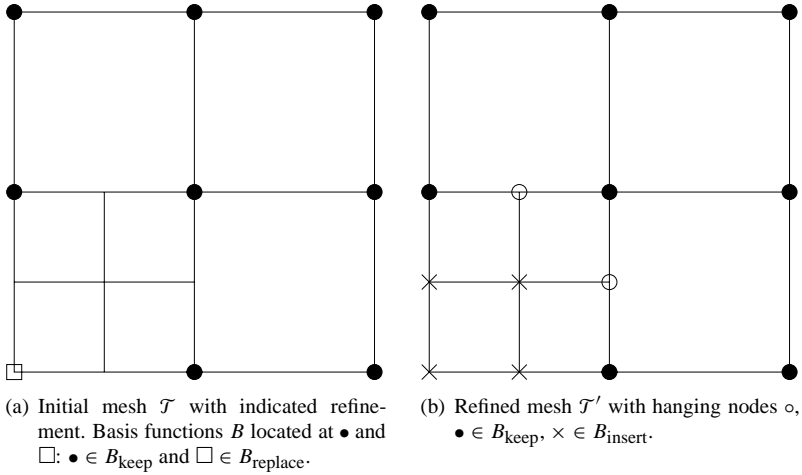 (a) Initial mesh 𝒯 with indicated refine-
ment. Basis functions B located at • and
□: • ∈ B_keep and □ ∈ B_replace.
(b) Refined mesh 𝒯′ with hanging nodes ∘,
• ∈ B_keep, × ∈ B_insert.